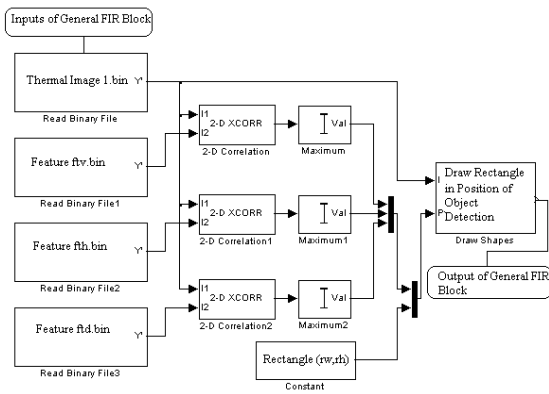 Inputs of General FIR Block
Thermal Image 1.bin Y'
Read Binary File
Feature ftv.bin Y'
Read Binary File1
Feature fth.bin Y'
Read Binary File2
Feature ftd.bin Y'
Read Binary File3
I1
I2
2-D XCORR
2-D Correlation
Val
Maximum
I1
I2
2-D XCORR
2-D Correlation1
Val
Maximum1
I1
I2
2-D XCORR
2-D Correlation2
Val
Maximum2
Rectangle (rw,rh)
Constant
I
P
Draw Rectangle
in Position of
Object
Detection
Draw Shapes
Output of General FIR
Block